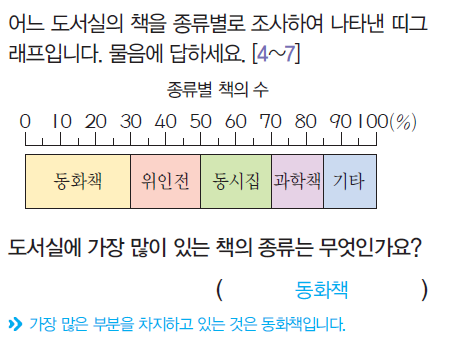 어느 도서실의 책을 종류별로 조사하여 나타낸 띠그
래프입니다. 물음에 답하세요. [4~7]
종류별 책의 수
0 10 20 30 40 50 60 70 80 90 100(%)
동화책 위인전 동시집 과학책 기타
도서실에 가장 많이 있는 책의 종류는 무엇인가요?
( 동화책 )
가장 많은 부분을 차지하고 있는 것은 동화책입니다.